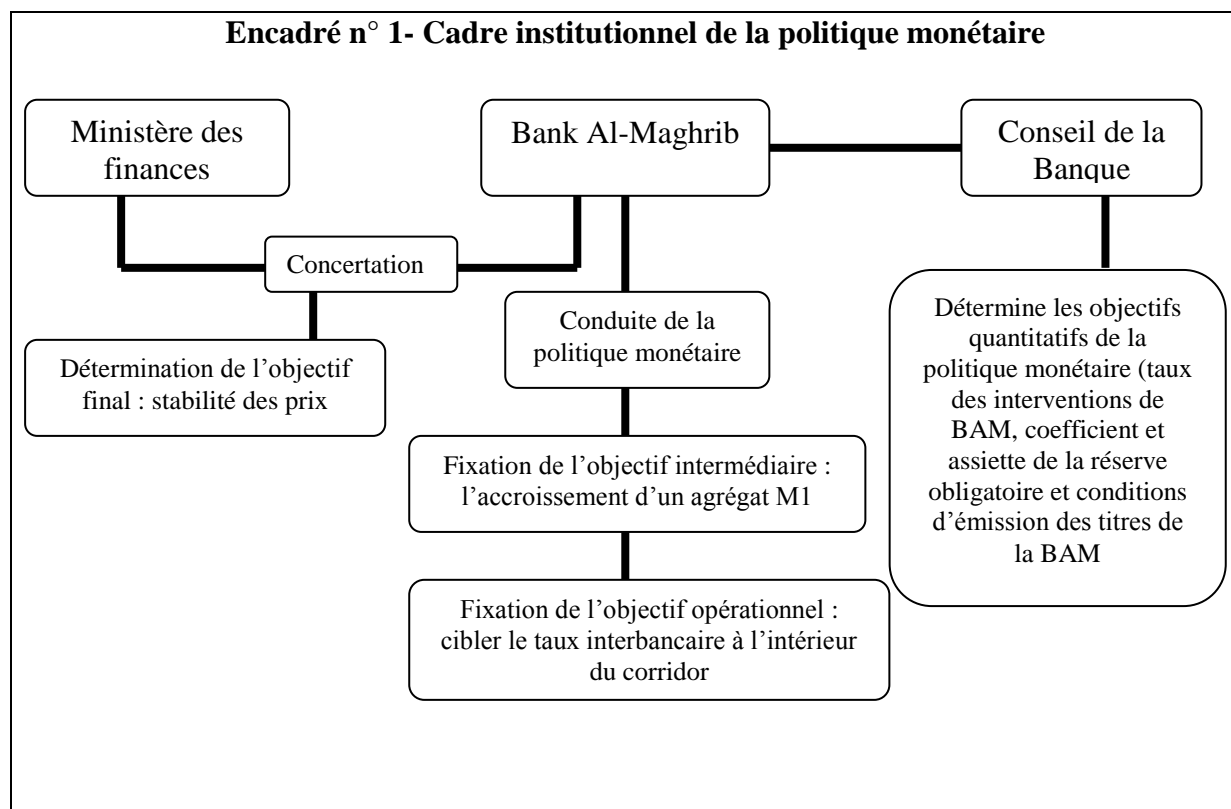 Encadré n° 1- Cadre institutionnel de la politique monétaire
Ministère des
finances
Bank Al-Maghrib
Conseil de la
Banque
Concertation
Détermination de l’objectif
final : stabilité des prix
Conduite de la
politique monétaire
Fixation de l’objectif intermédiaire :
l’accroissement d’un agrégat M1
Fixation de l’objectif opérationnel :
cibler le taux interbancaire à l’intérieur
du corridor
Détermine les objectifs
quantitatifs de la
politique monétaire (taux
des interventions de
BAM, coefficient et
assiette de la réserve
obligatoire et conditions
d’émission des titres de
la BAM